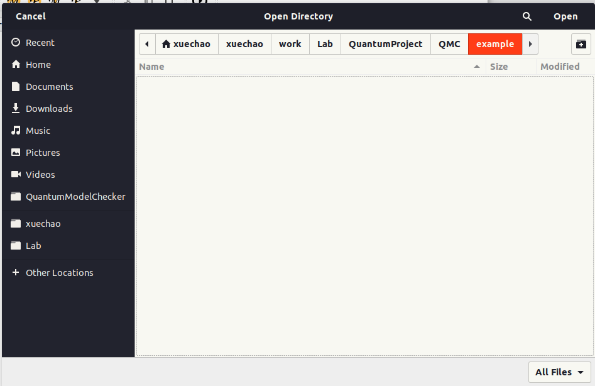 Cancel Open Directory Open
Recent
Home
Documents
Downloads
Music
Pictures
Videos
QuantumModelChecker
xuechao
Lab
Other Locations
xuechao xuechao work Lab QuantumProject QMC example
Name Size Modified
All Files